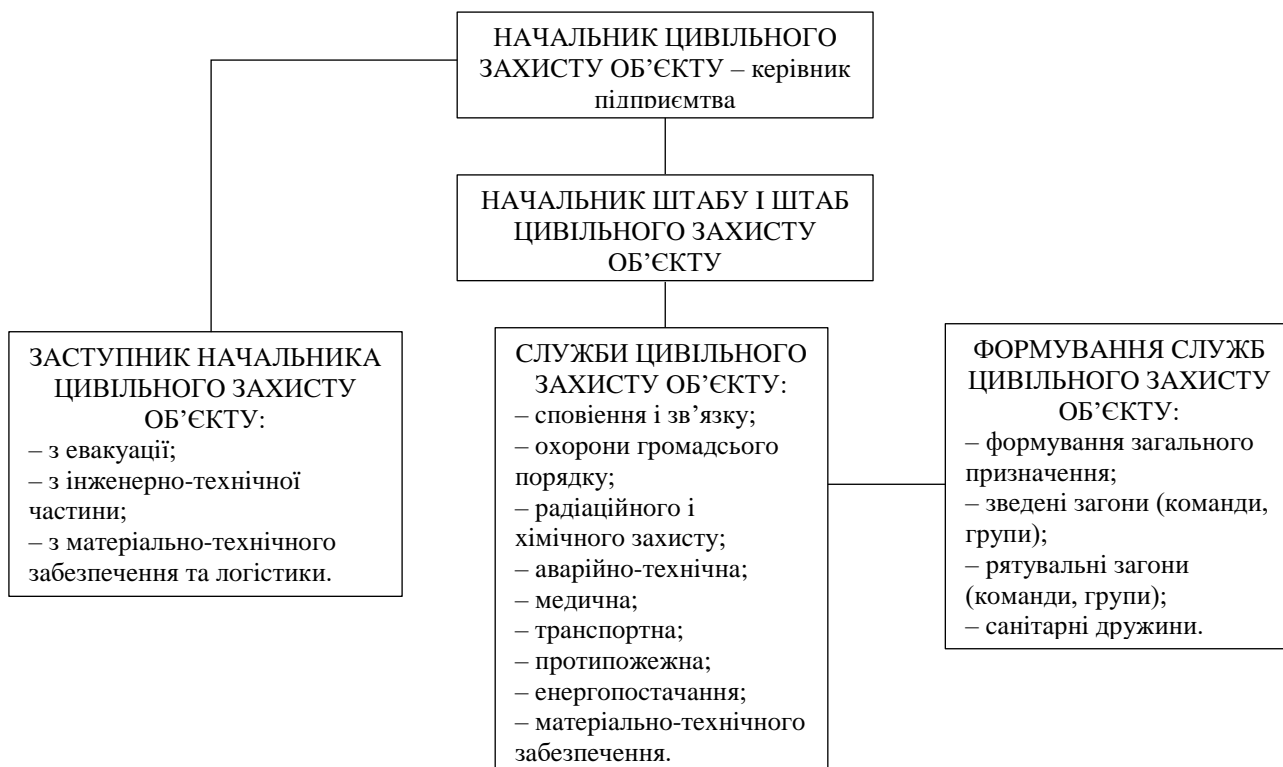 НАЧАЛЬНИК ЦИВІЛЬНОГО
ЗАХИСТУ ОБ’ЄКТУ – керівник
підприємтва
НАЧАЛЬНИК ШТАБУ І ШТАБ
ЦИВІЛЬНОГО ЗАХИСТУ
ОБ’ЄКТУ
ЗАСТУПНИК НАЧАЛЬНИКА
ЦИВІЛЬНОГО ЗАХИСТУ
ОБ’ЄКТУ:
– з евакуації;
– з інженерно-технічної
частини;
– з матеріально-технічного
забезпечення та логістики.
СЛУЖБИ ЦИВІЛЬНОГО
ЗАХИСТУ ОБ’ЄКТУ:
– сповіення і зв’язку;
– охорони громадсього
порядку;
– радіаційного і
хімічного захисту;
– аварійно-технічна;
– медична;
– транспортна;
– протипожежна;
– енергопостачання;
– матеріально-технічного
забезпечення.
ФОРМУВАННЯ СЛУЖБ
ЦИВІЛЬНОГО ЗАХИСТУ
ОБ’ЄКТУ:
– формування загального
призначення;
– зведені загони (команди,
групи);
– рятувальні загони
(команди, групи);
– санітарні дружини.